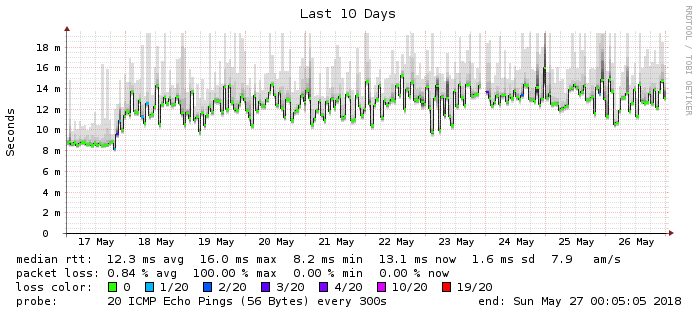 Last 10 Days
RRDTOOL / TOBI OETIKER
Seconds
18 m
16 m
14 m
12 m
10 m
8 m
6 m
4 m
2 m
0
17 May 18 May 19 May 20 May 21 May 22 May 23 May 24 May 25 May 26 May
median rtt: 12.3 ms avg 16.0 ms max 8.2 ms min 13.1 ms now 1.6 ms sd 7.9 am/s
packet loss: 0.84 % avg 100.00 % max 0.00 % min 0.00 % now
loss color: 0 1/20 2/20 3/20 4/20 10/20 19/20
probe: 20 ICMP Echo Pings (56 Bytes) every 300s end: Sun May 27 00:05:05 2018